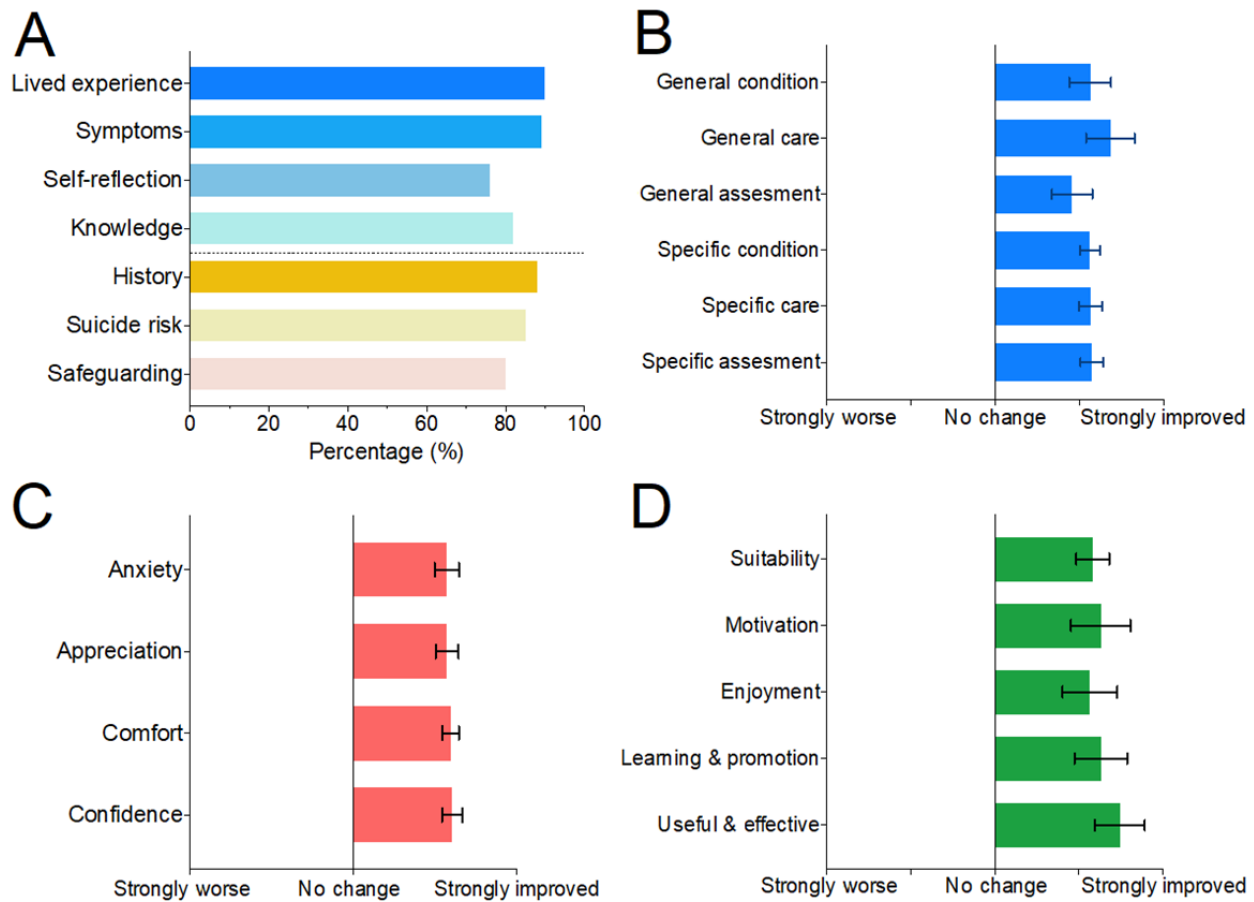 A
Lived experience
Symptoms
Self-reflection
Knowledge
History
Suicide risk
Safeguarding
0 20 40 60 80 100
Percentage (%)
B
General condition
General care
General assesment
Specific condition
Specific care
Specific assesment
Strongly worse No change Strongly improved
C
Anxiety
Appreciation
Comfort
Confidence
Strongly worse No change Strongly improved
D
Suitability
Motivation
Enjoyment
Learning & promotion
Useful & effective
Strongly worse No change Strongly improved